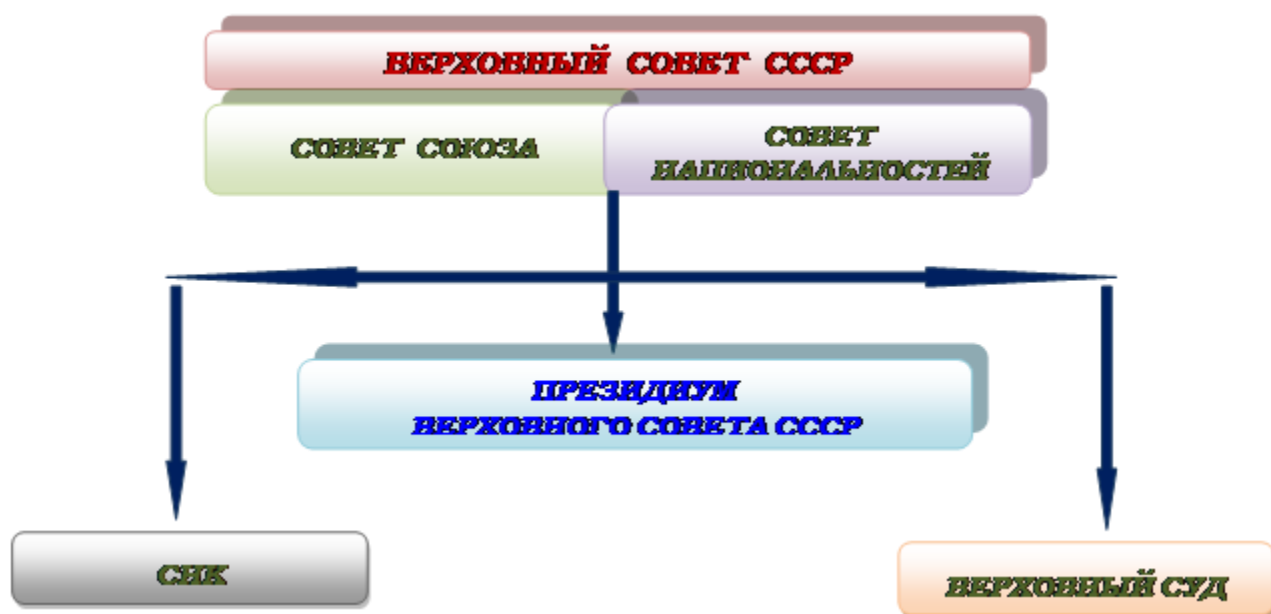 ВЕРХОВНЫЙ СОВЕТ СССР
СОВЕТ СОЮЗА
СОВЕТ
НАЦИОНАЛЬНОСТЕЙ
ПРЕЗИДИУМ
ВЕРХОВНОГО СОВЕТА СССР
СНК
ВЕРХОВНЫЙ СУД